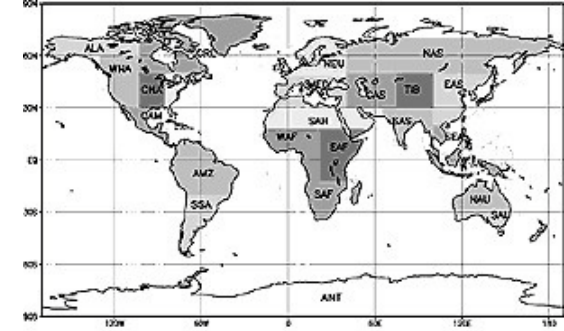 90N
ALA
GRL
NAS
60N
WNA
NEU
CNA
MED
CAS
TIB
EAS
30N
CAM
SAH
SAS
WAF
EAF
SEA
EQ
AMZ
SAF
NAU
SSA
30S
SAU
60S
ANT
90S
120W
60W
0
60E
120E
180